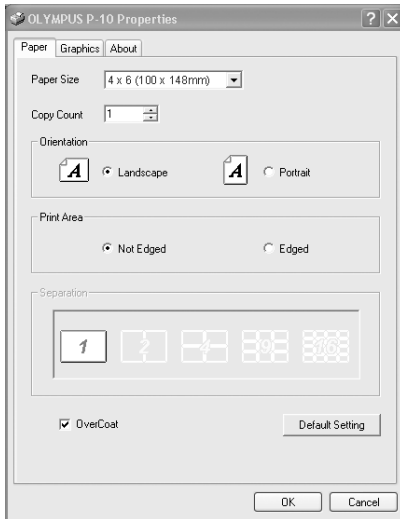 OLYMPUS P-10 Properties
Paper Graphics About
Paper Size 4 x 6 (100 x 148mm)
Copy Count 1
Orientation
A Landscape A Portrait
Print Area
Not Edged Edged
Separation
1 2 4 9 16
OverCoat Default Setting
OK Cancel